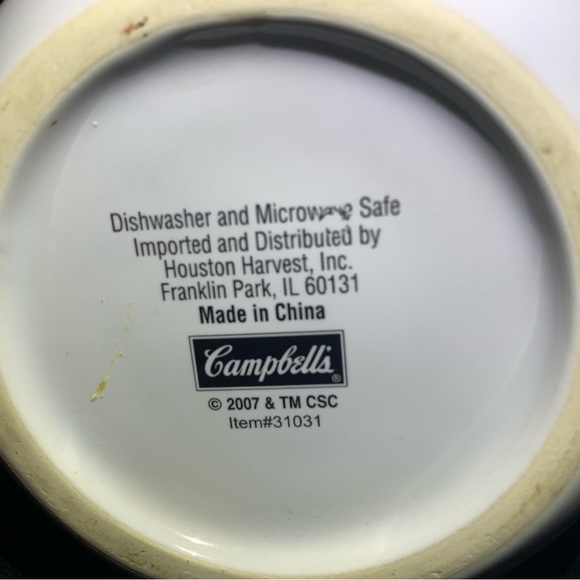 Dishwasher and Microwave Safe
Imported and Distributed by
Houston Harvest, Inc.
Franklin Park, IL 60131
Made in China
Campbell's®
© 2007 & TM CSC
Item#31031